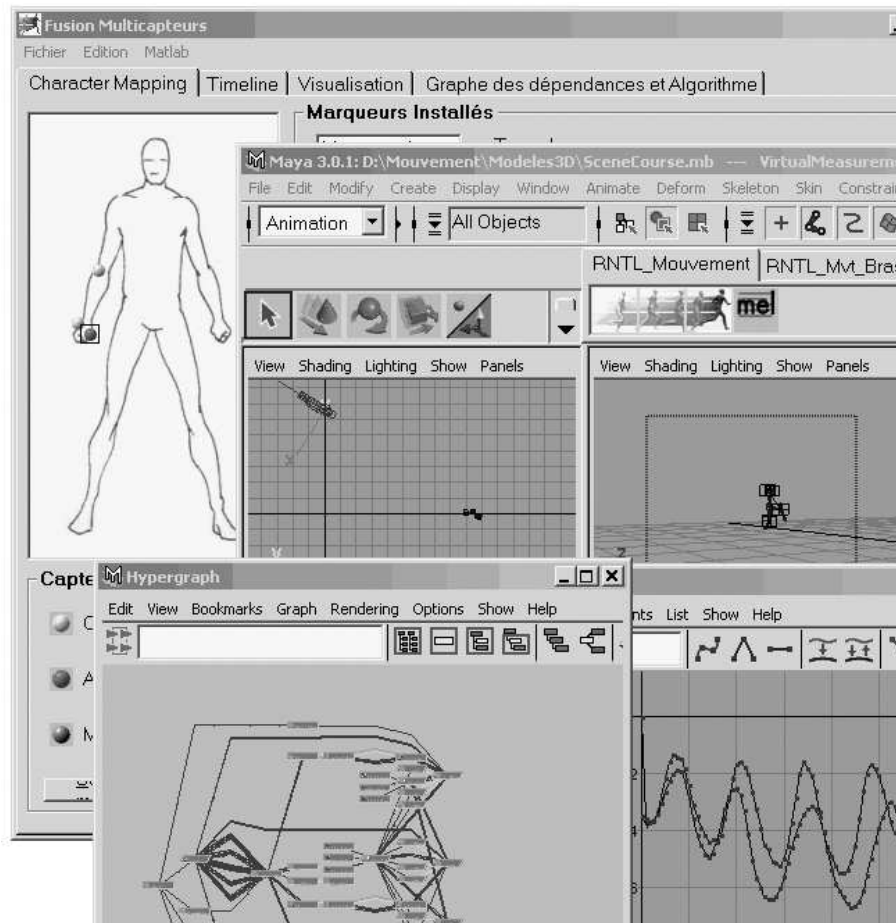 Fusion Multicapteurs
Fichier Edition Matlab
Character Mapping Timeline Visualisation Graphe des dépendances et Algorithme
Marqueurs Installés
Maya 3.0.1: D:\Mouvement\Modeles3D\SceneCourse.mb --- VirtualMeasurem
File Edit Modify Create Display Window Animate Deform Skeleton Skin Constrai
Animation All Objects
RNTL_Mouvement RNTL_Mvt_Bras
mel
View Shading Lighting Show Panels
View Shading Lighting Show Panels
X
Y
Z
Capte
Hypergraph
Edit View Bookmarks Graph Rendering Options Show Help
nts List Show Help
C
A
M
2
4
6